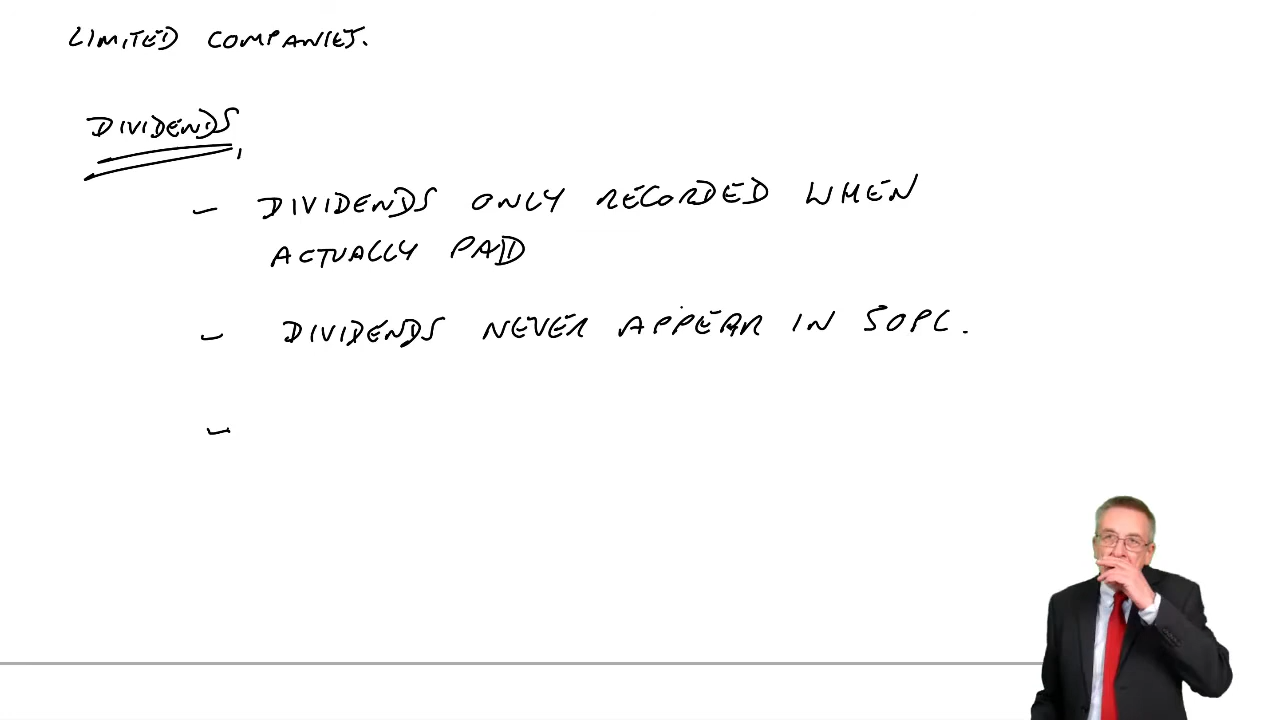 LIMITED COMPANIES.
DIVIDENDS,
- DIVIDENDS ONLY RECORDED WHEN
ACTUALLY PAID
- DIVIDENDS NEVER APPEAR IN SOPL.
-